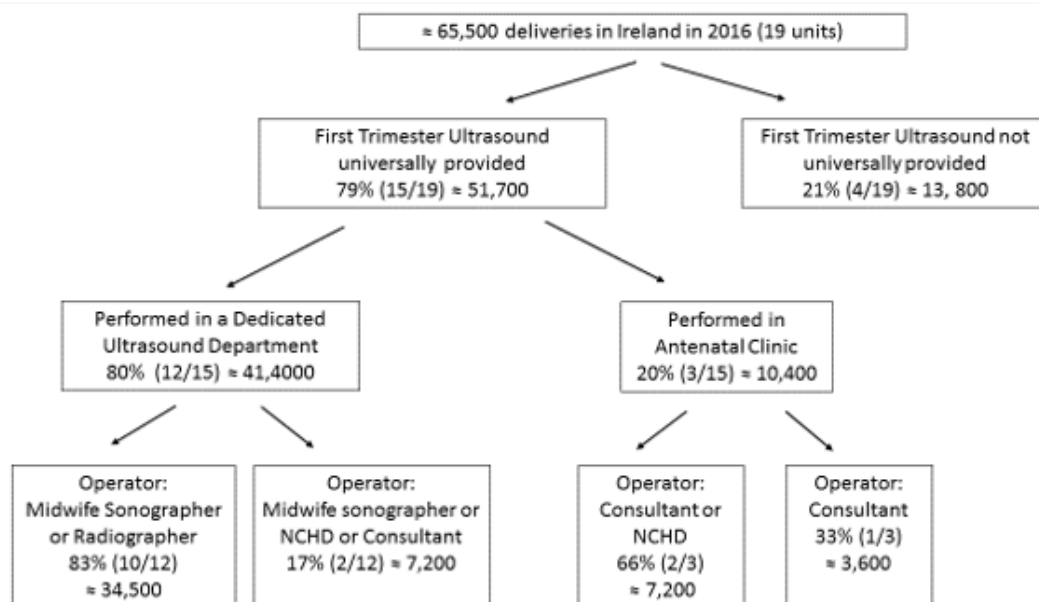 ≈ 65,500 deliveries in Ireland in 2016 (19 units)
First Trimester Ultrasound
universally provided
79% (15/19) ≈ 51,700
First Trimester Ultrasound not
universally provided
21% (4/19) ≈ 13, 800
Performed in a Dedicated
Ultrasound Department
80% (12/15) ≈ 41,4000
Performed in
Antenatal Clinic
20% (3/15) ≈ 10,400
Operator:
Midwife Sonographer
or Radiographer
83% (10/12)
≈ 34,500
Operator:
Midwife sonographer or
NCHD or Consultant
17% (2/12) ≈ 7,200
Operator:
Consultant or
NCHD
66% (2/3)
≈ 7,200
Operator:
Consultant
33% (1/3)
≈ 3,600